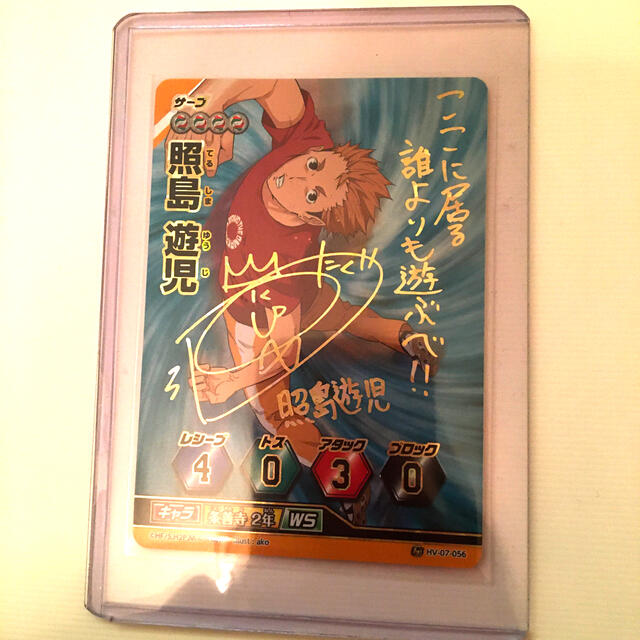 サーブ
照島 遊児
てる しま ゆう じ
ここに居る
誰よりも遊ぶべ!!
たくや
照島遊児
レシーブ
トス
アタック
ブロック
4
0
3
0
キャラ
条善寺 2年
WS
ako
HV-07-056